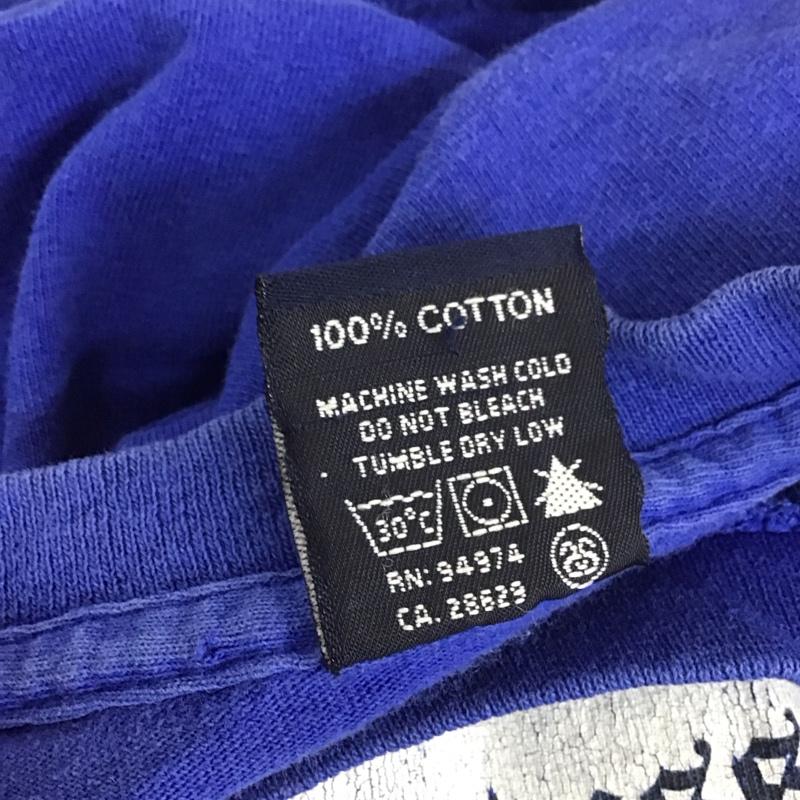 100% COTTON
MACHINE WASH COLD
DO NOT BLEACH
TUMBLE DRY LOW
30°C
RN: 94974
CA. 28629